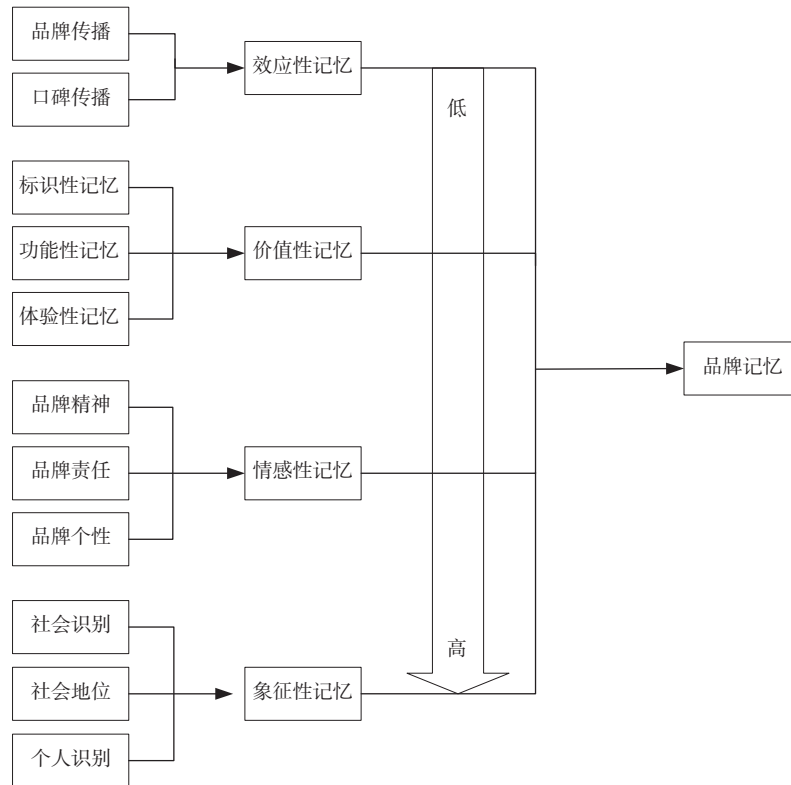 品牌传播
口碑传播
效应性记忆
低
标识性记忆
功能性记忆
体验性记忆
价值性记忆
品牌记忆
品牌精神
品牌责任
品牌个性
情感性记忆
社会识别
社会地位
个人识别
象征性记忆
高